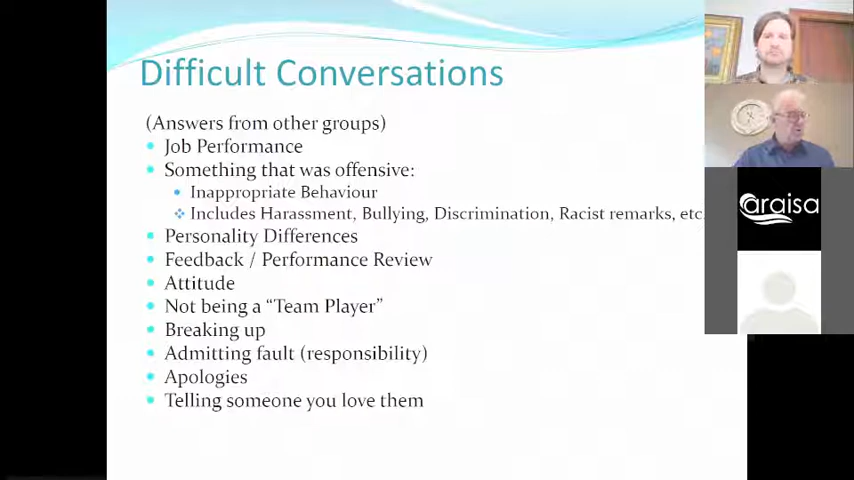 Difficult Conversations
(Answers from other groups)
Job Performance
Something that was offensive:
Inappropriate Behaviour
Includes Harassment, Bullying, Discrimination, Racist remarks, etc.
Personality Differences
Feedback / Performance Review
Attitude
Not being a “Team Player”
Breaking up
Admitting fault (responsibility)
Apologies
Telling someone you love them
araisa